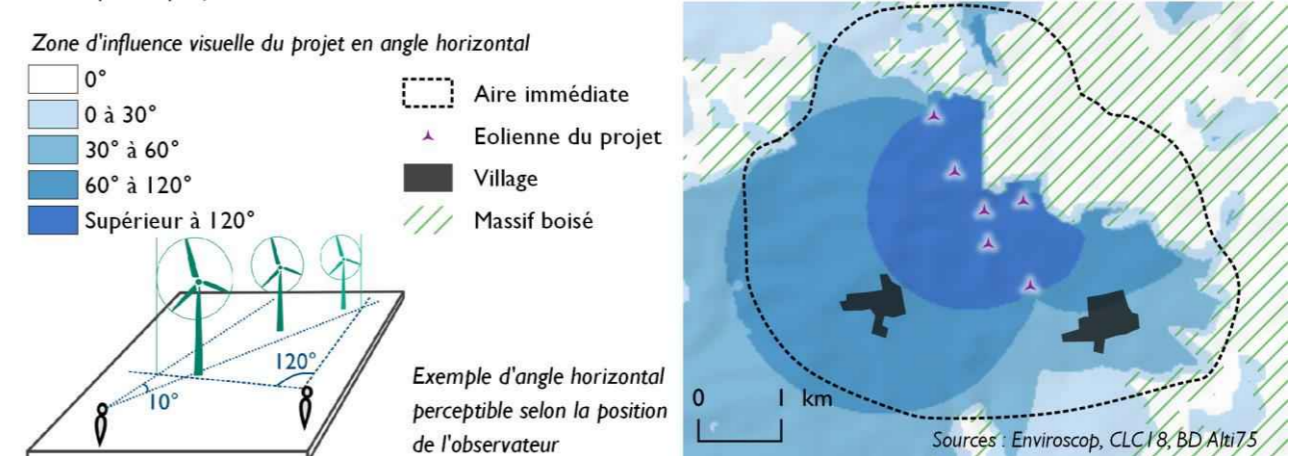 Zone d'influence visuelle du projet en angle horizontal
0°
0 à 30°
30° à 60°
60° à 120°
Supérieur à 120°
Aire immédiate
Eolienne du projet
Village
Massif boisé
120°
10°
Exemple d'angle horizontal
perceptible selon la position
de l'observateur
0 1 km
Sources : Enviroscop, CLC18, BD Alti75